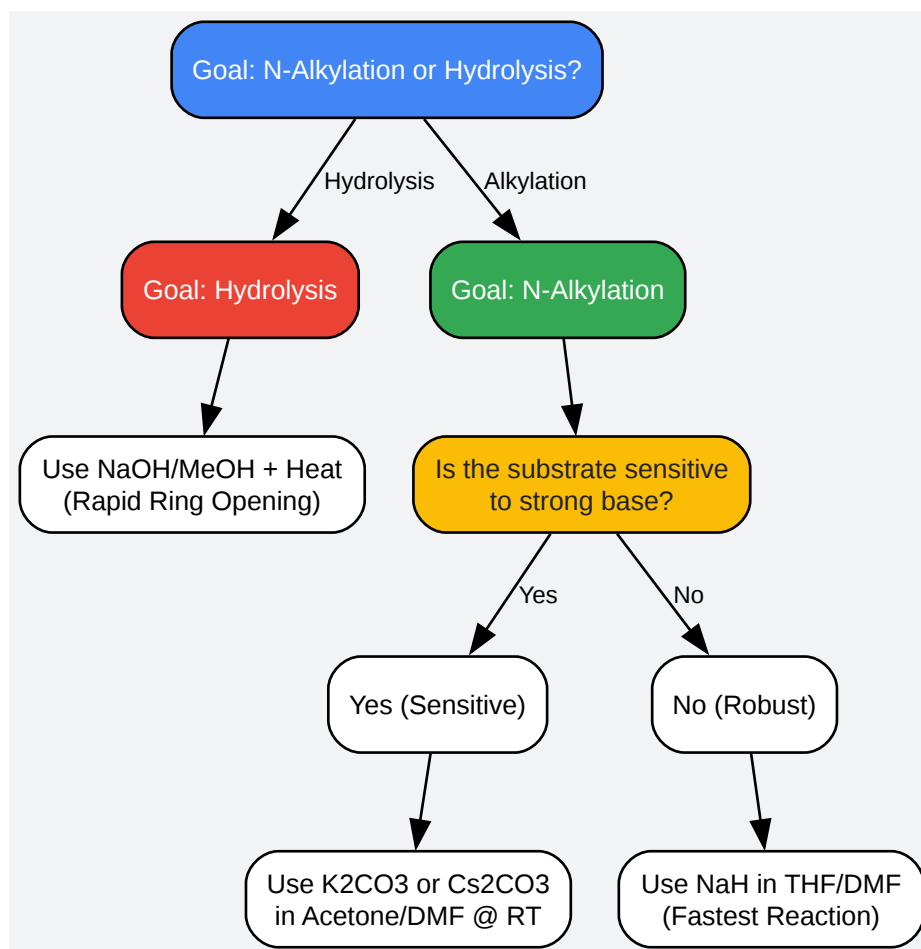 Goal: N-Alkylation or Hydrolysis?
Hydrolysis
Alkylation
Goal: Hydrolysis
Goal: N-Alkylation
Use NaOH/MeOH + Heat
(Rapid Ring Opening)
Is the substrate sensitive
to strong base?
Yes
No
Yes (Sensitive)
No (Robust)
Use K2CO3 or Cs2CO3
in Acetone/DMF @ RT
Use NaH in THF/DMF
(Fastest Reaction)